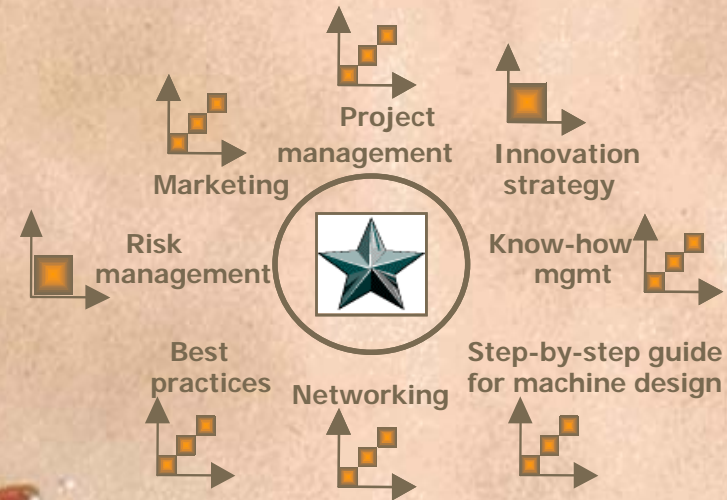 Project
management
Innovation
strategy
Marketing
Risk
management
Know-how
mgmt
Best
practices
Networking
Step-by-step guide
for machine design